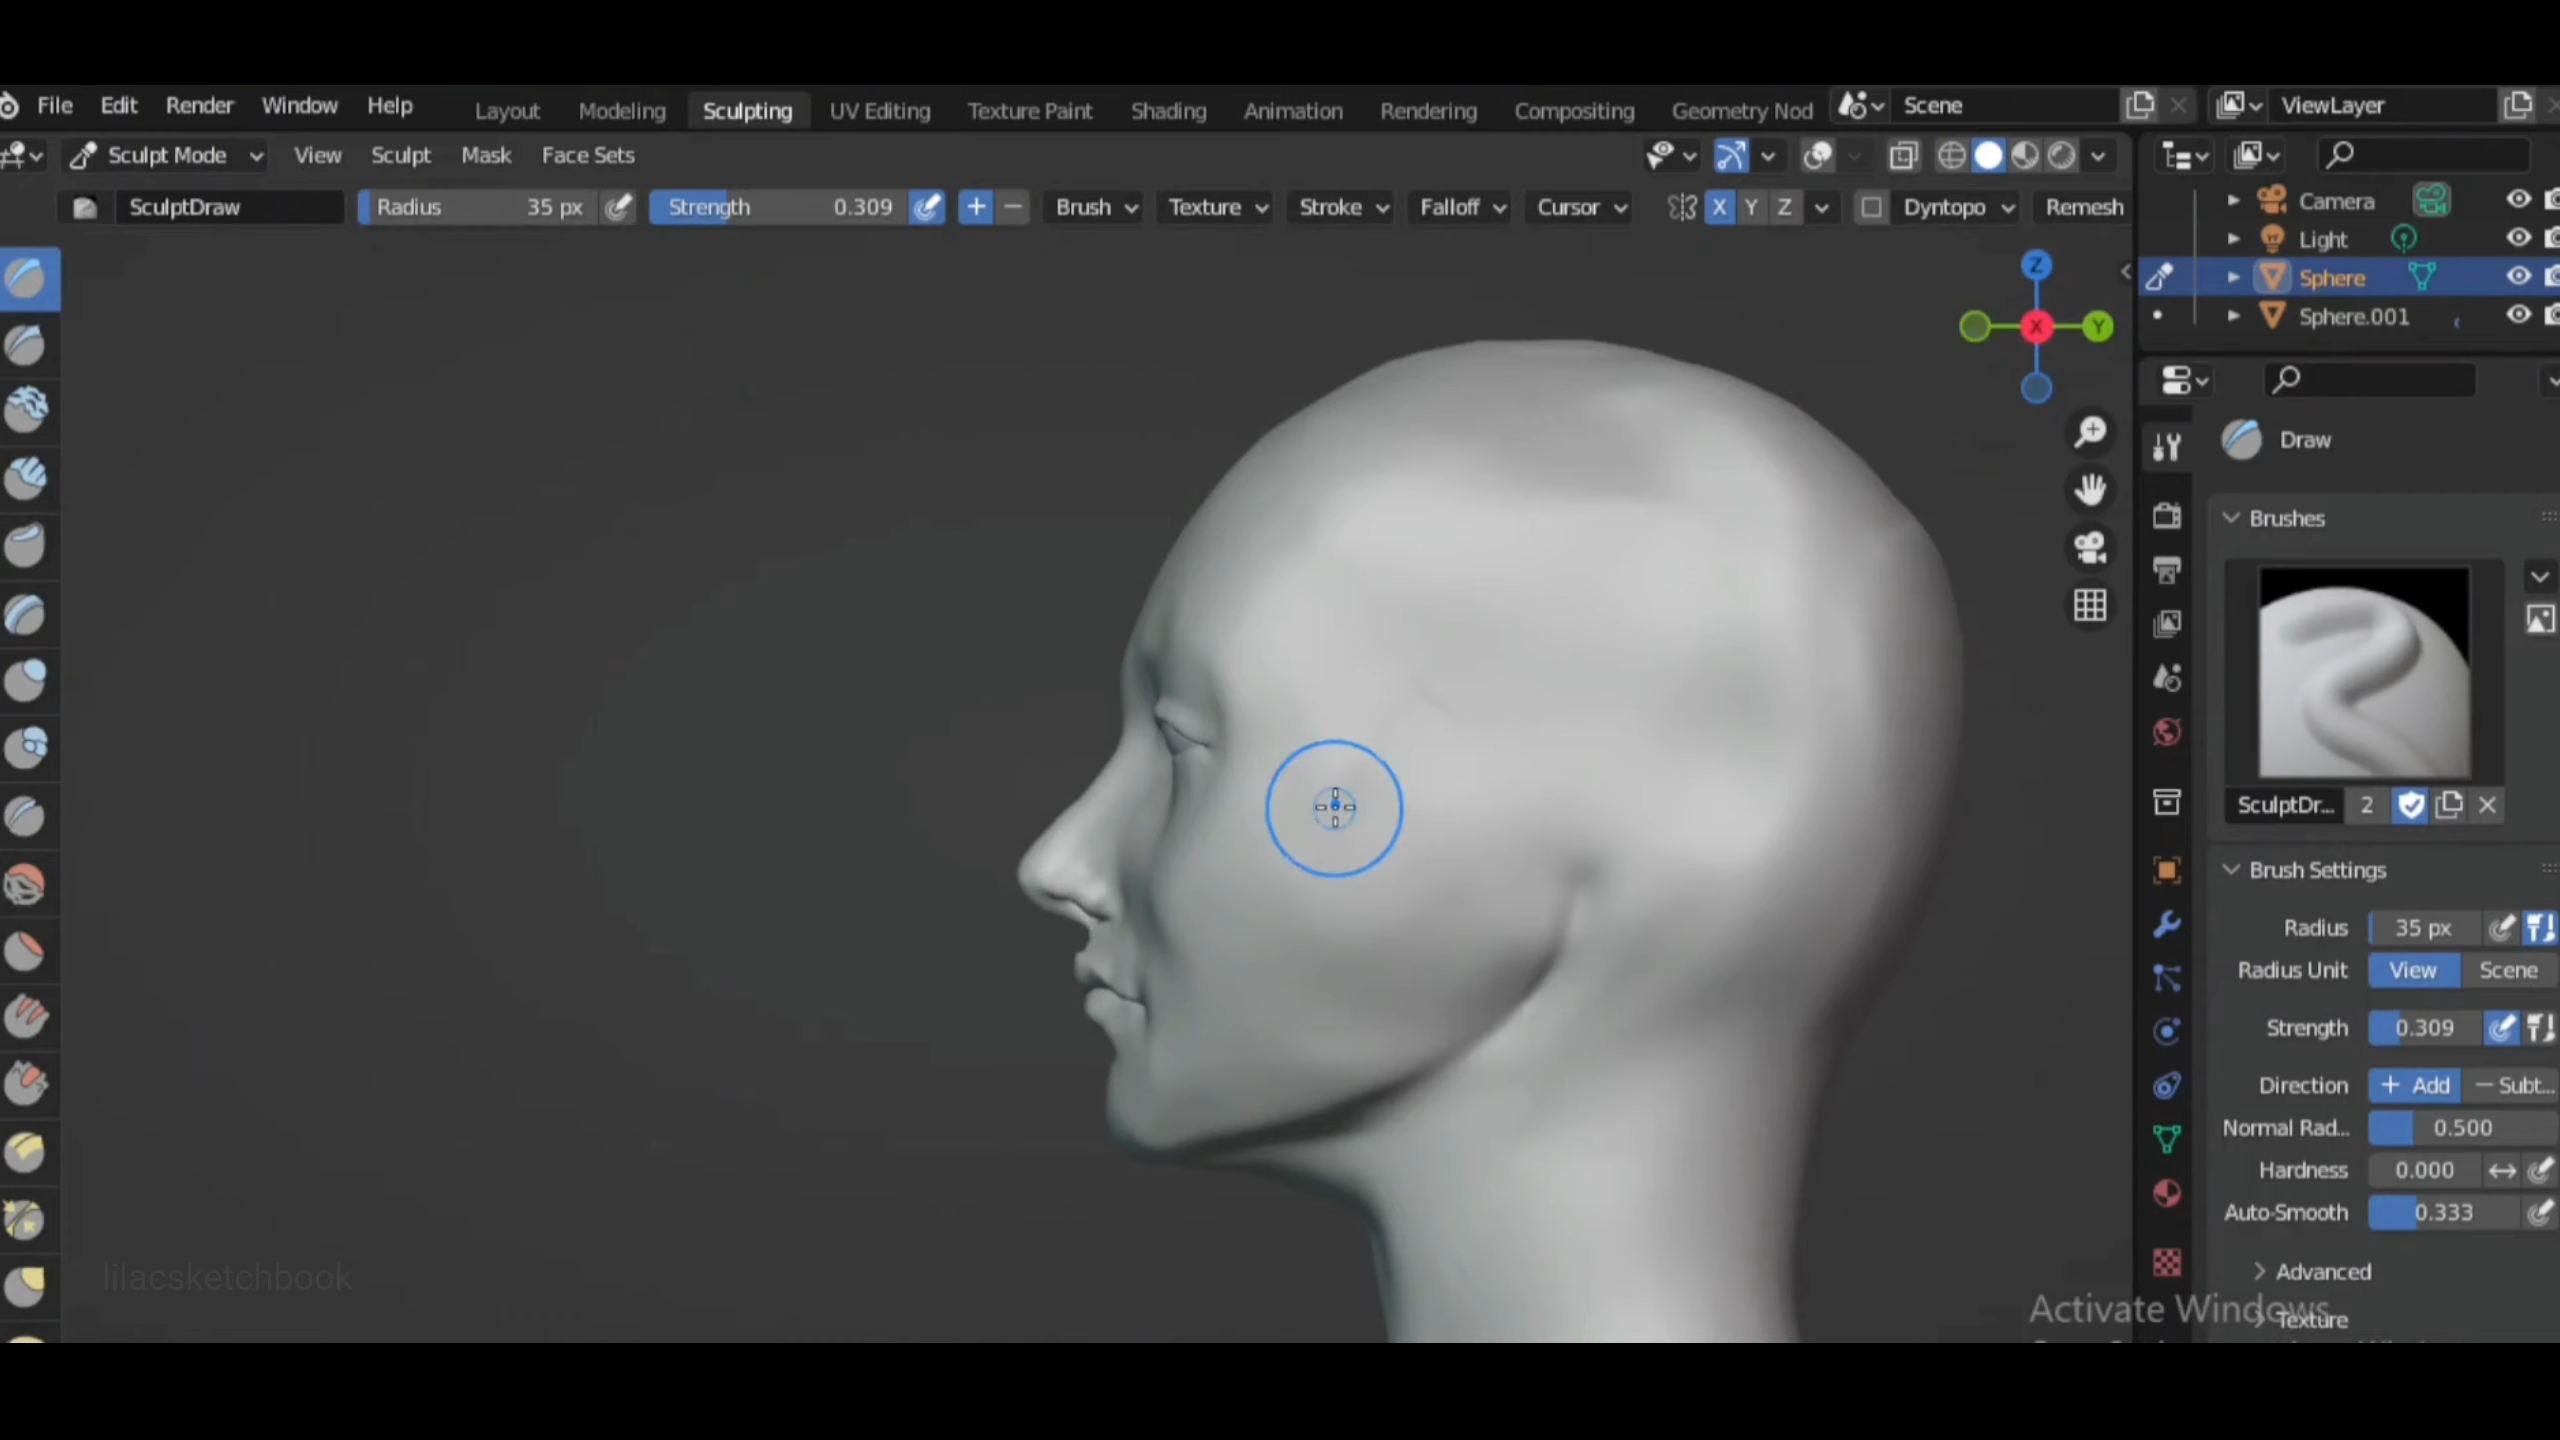 File Edit Render Window Help Layout Modeling Sculpting UV Editing Texture Paint Shading Animation Rendering Compositing Geometry Nod Scene ViewLayer
Sculpt Mode View Sculpt Mask Face Sets
SculptDraw Radius 35 px Strength 0.309 + − Brush Texture Stroke Falloff Cursor X Y Z Dyntopo Remesh
Camera
Light
Sphere
Sphere.001
Z
X Y
Draw
Brushes
SculptDr... 2
Brush Settings
Radius 35 px
Radius Unit View Scene
Strength 0.309
Direction + Add − Subt...
Normal Rad... 0.500
Hardness 0.000
Auto-Smooth 0.333
Advanced
Texture
lilacsketchbook
Activate Windows